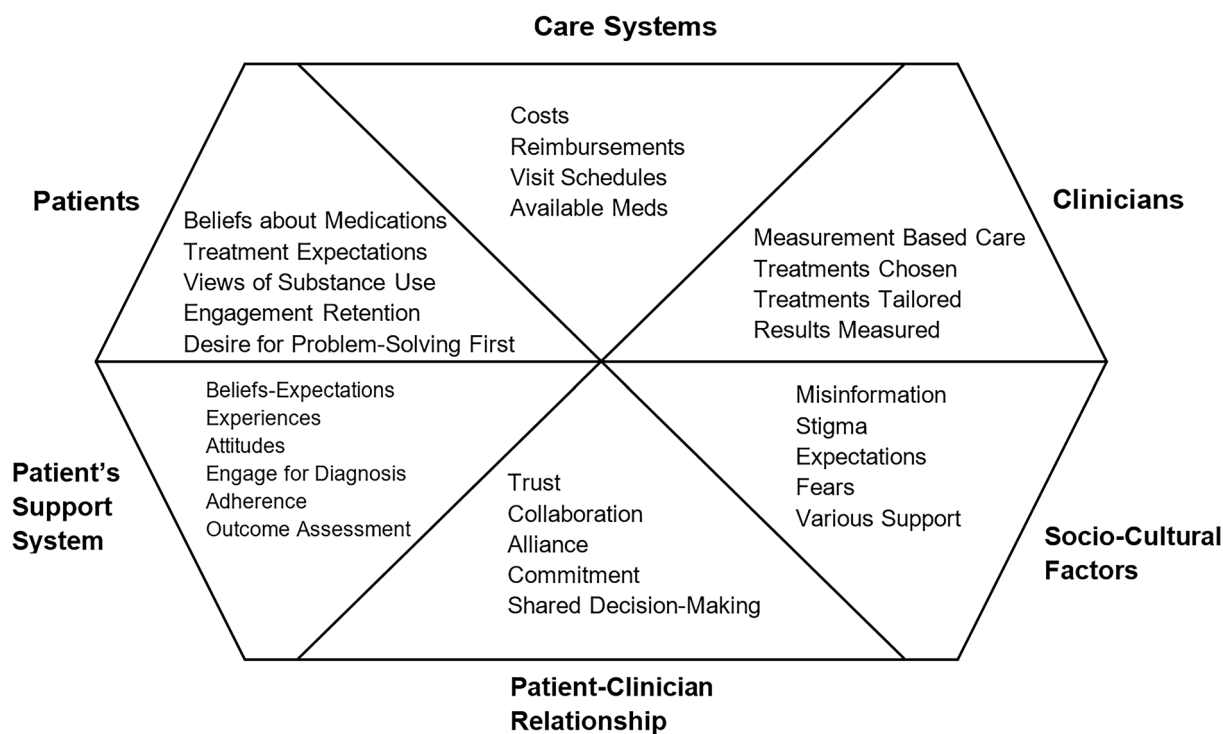 Care Systems
Costs
Reimbursements
Visit Schedules
Available Meds
Patients
Beliefs about Medications
Treatment Expectations
Views of Substance Use
Engagement Retention
Desire for Problem-Solving First
Clinicians
Measurement Based Care
Treatments Chosen
Treatments Tailored
Results Measured
Patient’s
Support
System
Beliefs-Expectations
Experiences
Attitudes
Engage for Diagnosis
Adherence
Outcome Assessment
Trust
Collaboration
Alliance
Commitment
Shared Decision-Making
Patient-Clinician
Relationship
Misinformation
Stigma
Expectations
Fears
Various Support
Socio-Cultural
Factors